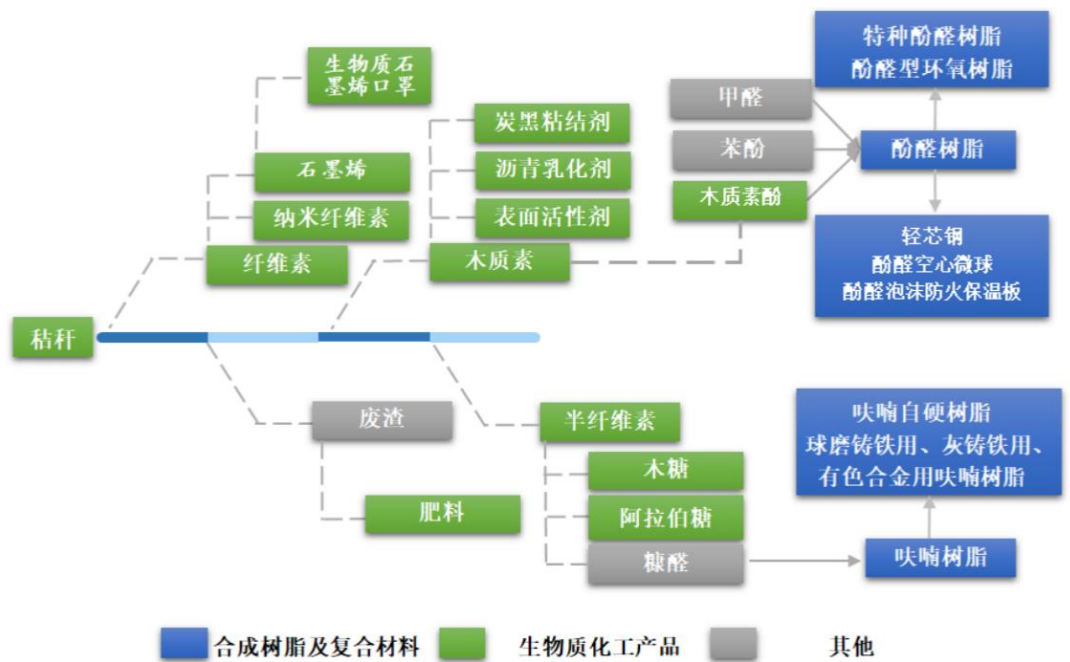 特种酚醛树脂
酚醛型环氧树脂
生物质石
墨烯口罩
甲醛
炭黑粘结剂
苯酚
酚醛树脂
石墨烯
沥青乳化剂
木质素酚
纳米纤维素
表面活性剂
纤维素
木质素
轻芯钢
酚醛空心微球
酚醛泡沫防火保温板
秸秆
废渣
半纤维素
呋喃自硬树脂
球磨铸铁用、灰铸铁用、
有色合金用呋喃树脂
木糖
肥料
阿拉伯糖
糠醛
呋喃树脂
合成树脂及复合材料
生物质化工产品
其他